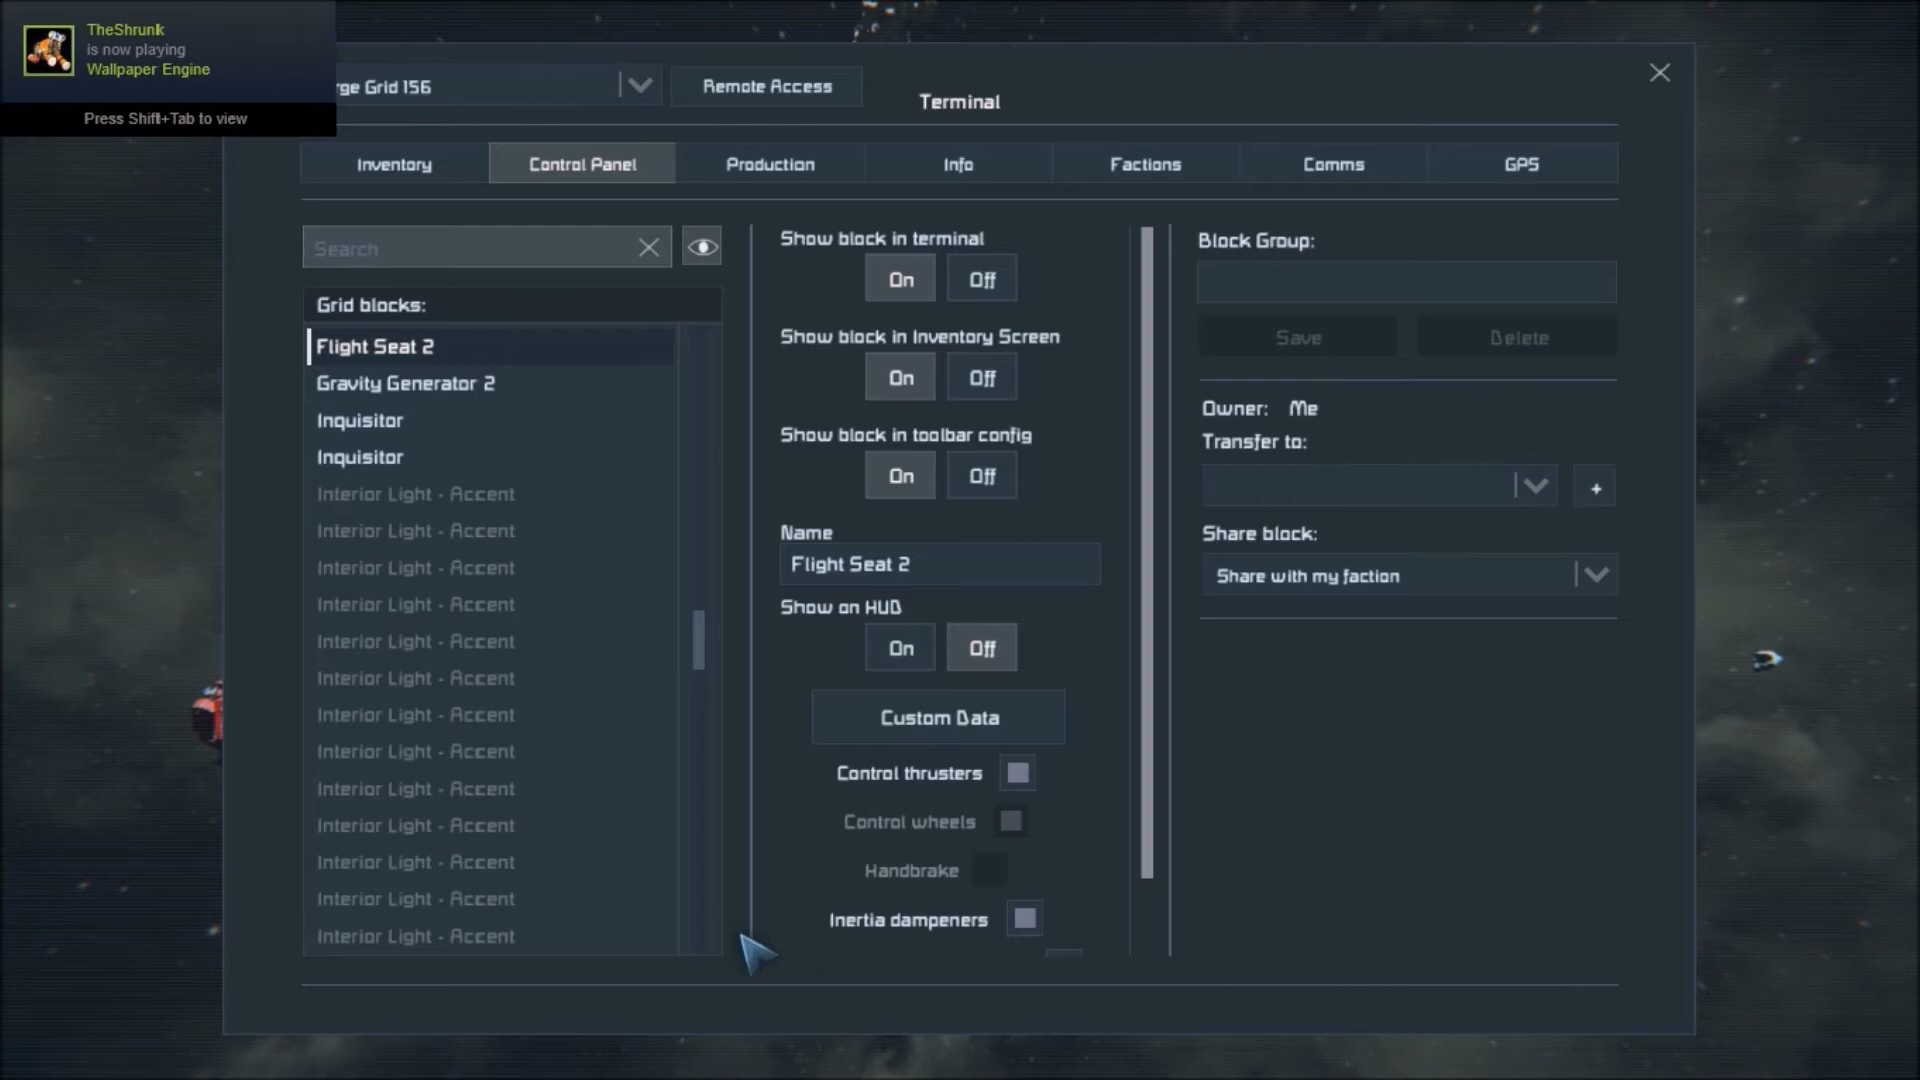 TheShrunk
is now playing
Wallpaper Engine
Press Shift+Tab to view
rge Grid 156
Remote Access
Terminal
Inventory
Control Panel
Production
Info
Factions
Comms
GPS
Search
Grid blocks:
Flight Seat 2
Gravity Generator 2
Inquisitor
Inquisitor
Interior Light - Accent
Interior Light - Accent
Interior Light - Accent
Interior Light - Accent
Interior Light - Accent
Interior Light - Accent
Interior Light - Accent
Interior Light - Accent
Interior Light - Accent
Interior Light - Accent
Interior Light - Accent
Interior Light - Accent
Interior Light - Accent
Show block in terminal
On Off
Show block in Inventory Screen
On Off
Show block in toolbar config
On Off
Name
Flight Seat 2
Show on HUD
On Off
Custom Data
Control thrusters
Control wheels
Handbrake
Inertia dampeners
Block Group:
Save Delete
Owner: Me
Transfer to:
+
Share block:
Share with my faction